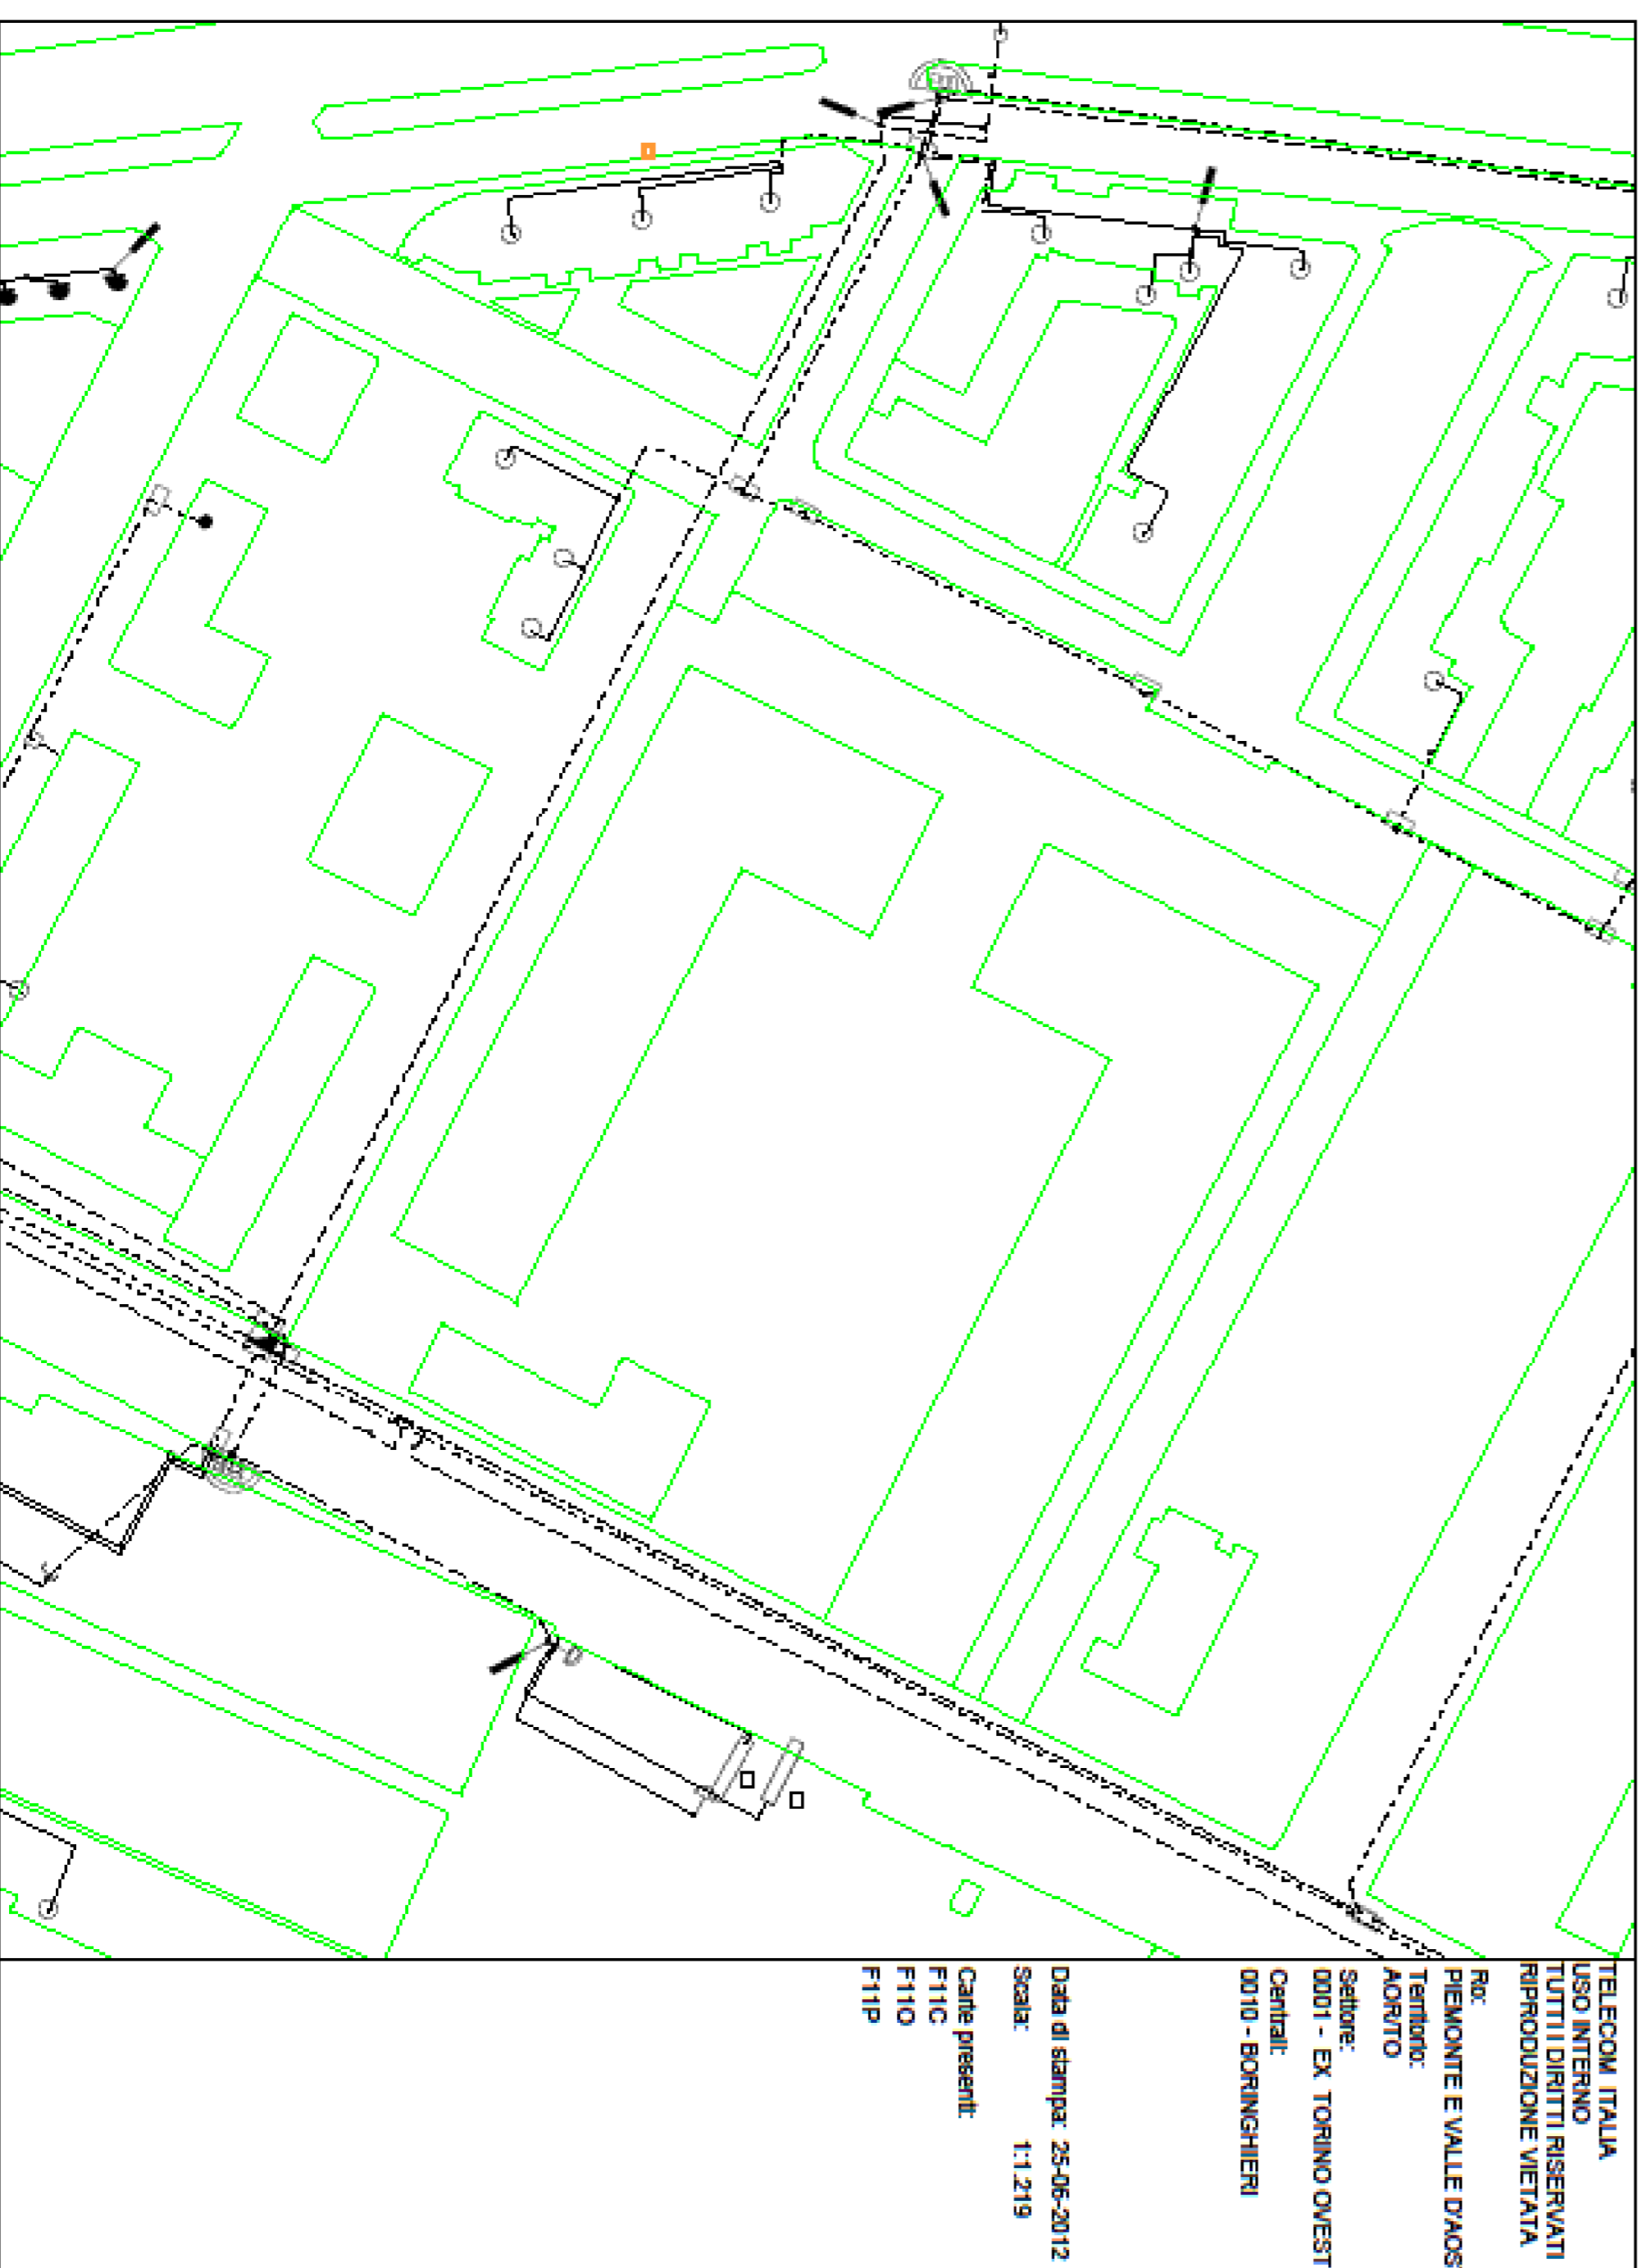 TELECOM ITALIA
USO INTERNO
TUTTI I DIRITTI RISERVATI
RIPRODUZIONE VIETATA
Ro:
PIEMONTE E VALLE D'AOS
Territorio:
AOR/TO
Settore:
0001 - EX TORINO OVEST
Centrali:
0010 - BORINGHIERI
Data di stampa: 25-06-2012
Scala: 1:1.219
Carte presenti:
F11C
F11O
F11P